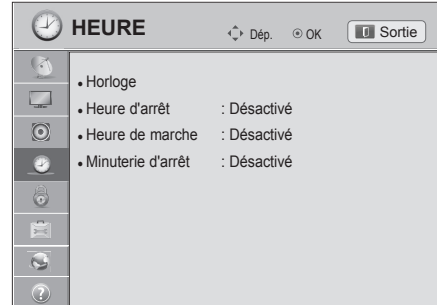 HEURE
Dép. OK Sortie
Horloge
Heure d'arrêt : Désactivé
Heure de marche : Désactivé
Minuterie d'arrêt : Désactivé
?